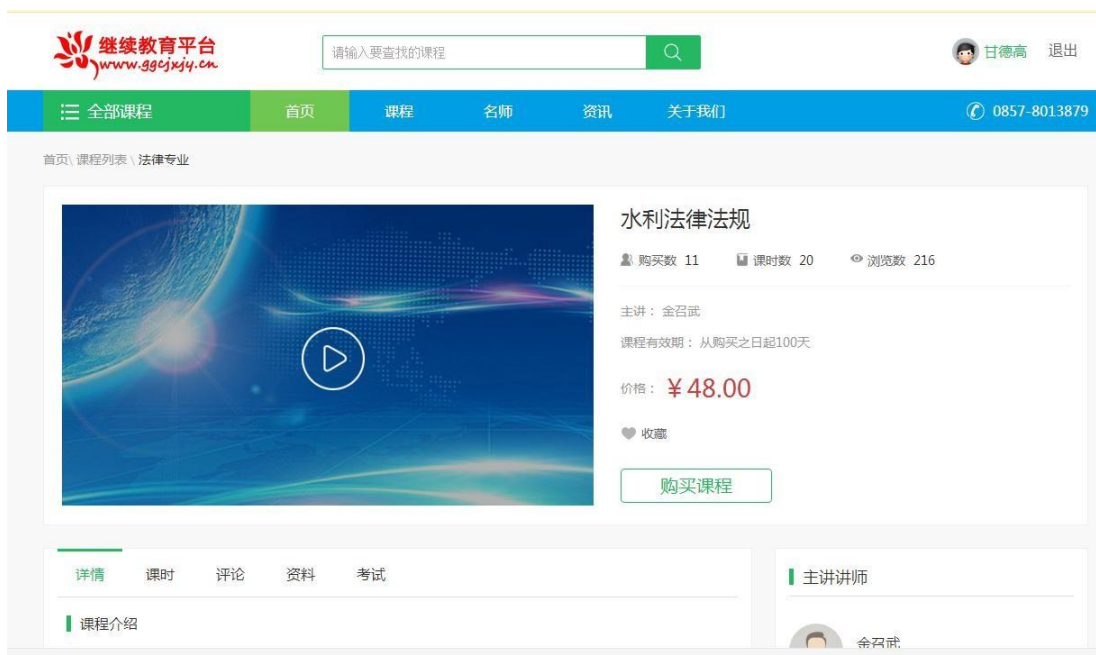 继续教育平台
www.ggcjxjy.cn
请输入要查找的课程
甘德高 退出
全部课程 首页 课程 名师 资讯 关于我们 0857-8013879
首页\ 课程列表 \ 法律专业
水利法律法规
购买数 11 课时数 20 浏览数 216
主讲： 金召武
课程有效期： 从购买之日起100天
价格： ￥48.00
收藏
购买课程
详情 课时 评论 资料 考试
主讲讲师
课程介绍
金召武